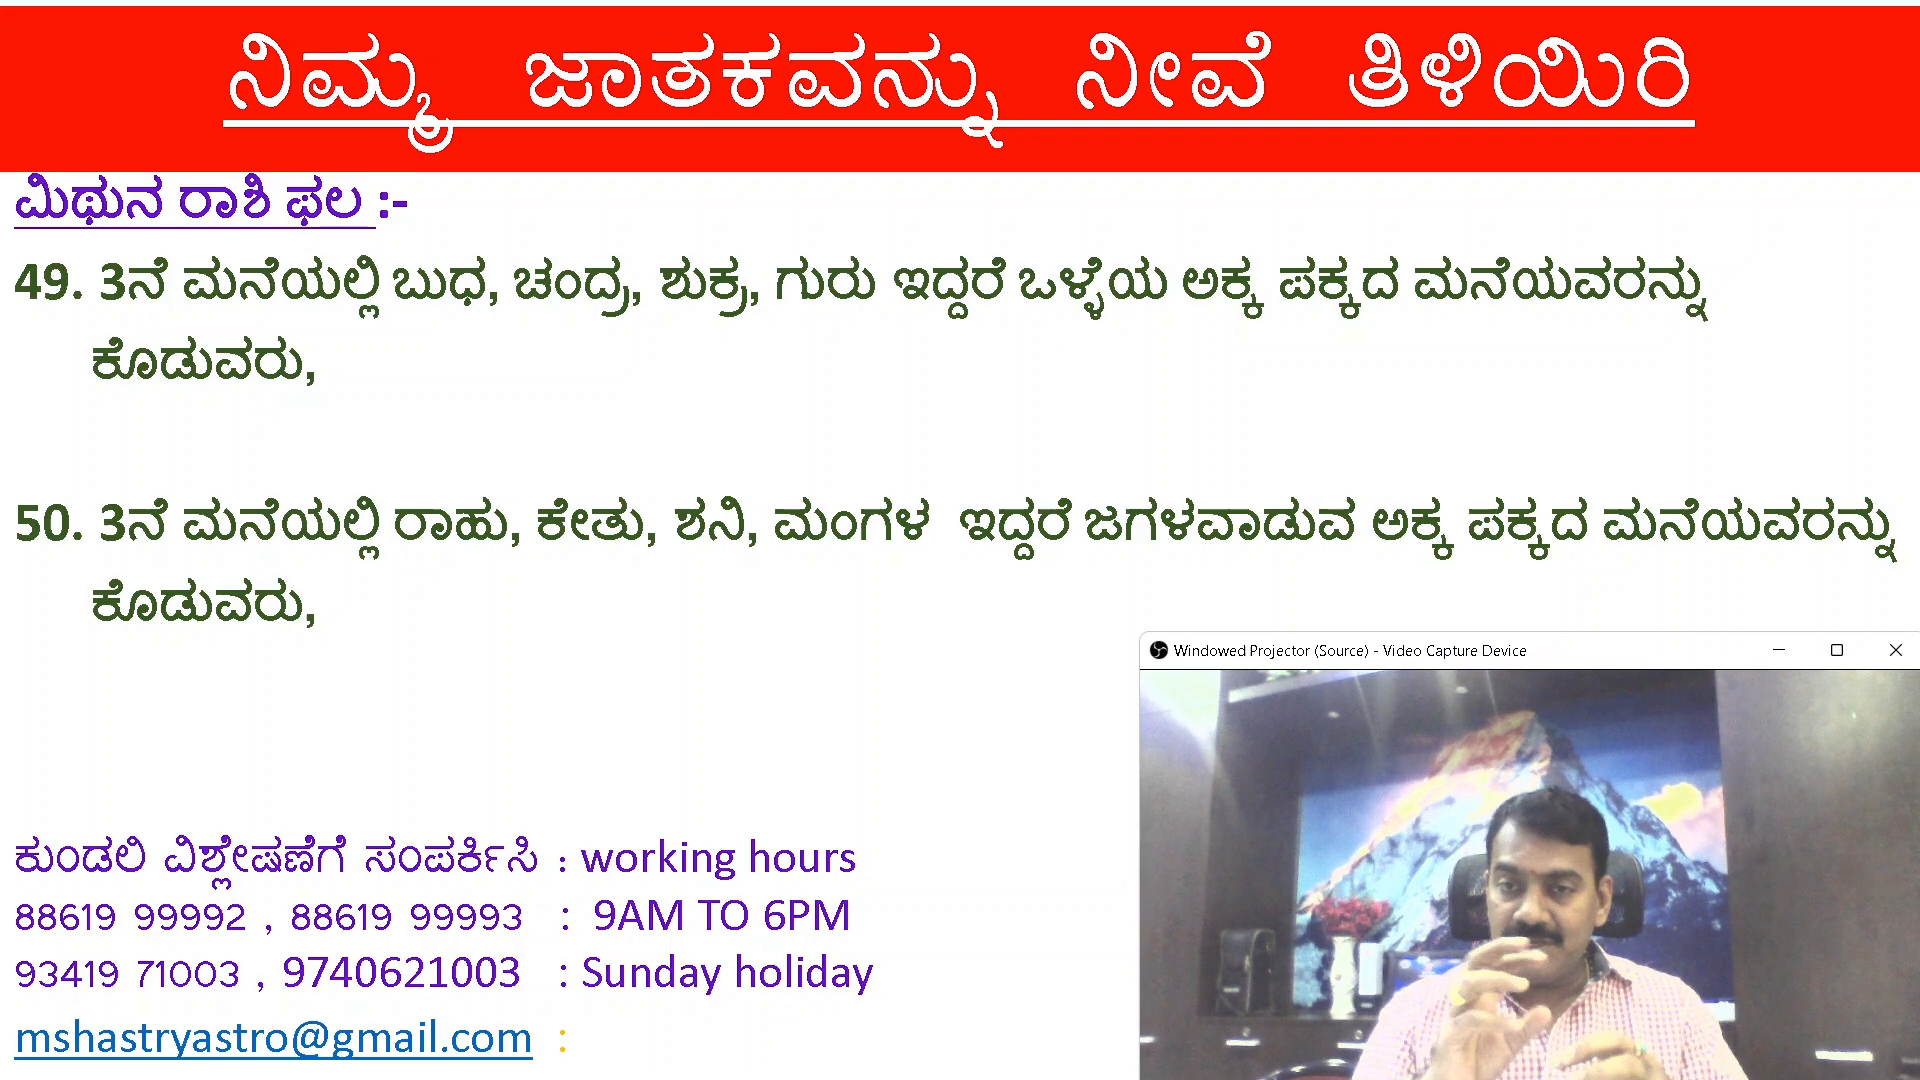 ನಿಮ್ಮ ಜಾತಕವನ್ನು ನೀವೆ ತಿಳಿಯಿರಿ
ಮಿಥುನ ರಾಶಿ ಫಲ :-
49. 3ನೆ ಮನೆಯಲ್ಲಿ ಬುಧ, ಚಂದ್ರ, ಶುಕ್ರ, ಗುರು ಇದ್ದರೆ ಒಳ್ಳೆಯ ಅಕ್ಕ ಪಕ್ಕದ ಮನೆಯವರನ್ನು
ಕೊಡುವರು,
50. 3ನೆ ಮನೆಯಲ್ಲಿ ರಾಹು, ಕೇತು, ಶನಿ, ಮಂಗಳ ಇದ್ದರೆ ಜಗಳವಾಡುವ ಅಕ್ಕ ಪಕ್ಕದ ಮನೆಯವರನ್ನು
ಕೊಡುವರು,
Windowed Projector (Source) - Video Capture Device
ಕುಂಡಲಿ ವಿಶ್ಲೇಷಣೆಗೆ ಸಂಪರ್ಕಿಸಿ : working hours
88619 99992 , 88619 99993 : 9AM TO 6PM
93419 71003 , 9740621003 : Sunday holiday
mshastryastro@gmail.com :